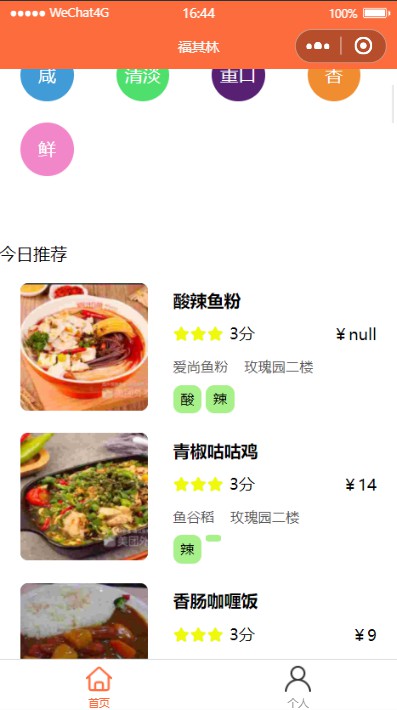 WeChat4G 16:44 100%
福其林
咸 清淡 重口 香
鲜
今日推荐
酸辣鱼粉
3分 ￥null
爱尚鱼粉 玫瑰园二楼
酸 辣
青椒咕咕鸡
3分 ￥14
鱼谷稻 玫瑰园二楼
辣
香肠咖喱饭
3分 ￥9
首页 个人